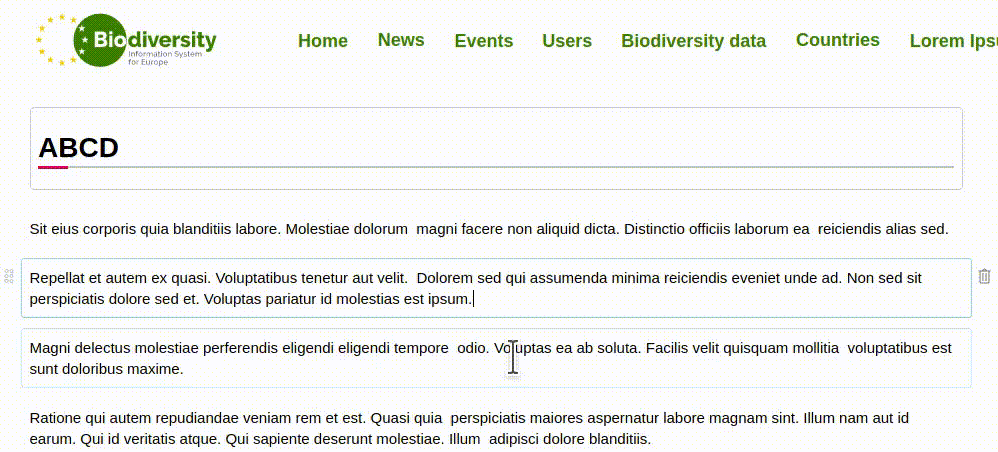 Biodiversity
Information System
for Europe
Home News Events Users Biodiversity data Countries Lorem
ABCD
Sit eius corporis quia blanditiis labore. Molestiae dolorum  magni facere non aliquid dicta. Distinctio officiis laborum ea  reiciendis alias sed.
Repellat et autem ex quasi. Voluptatibus tenetur aut velit.  Dolorem sed qui assumenda minima reiciendis eveniet unde ad. Non sed sit
perspiciatis dolore sed et. Voluptas pariatur id molestias est ipsum.
Magni delectus molestiae perferendis eligendi eligendi tempore  odio. Voluptas ea ab soluta. Facilis velit quisquam mollitia  voluptatibus est
sunt doloribus maxime.
Ratione qui autem repudiandae veniam rem et est. Quasi quia  perspiciatis maiores aspernatur labore magnam sint. Illum nam aut id
earum. Qui id veritatis atque. Qui sapiente deserunt molestiae. Illum  adipisci dolore blanditiis.